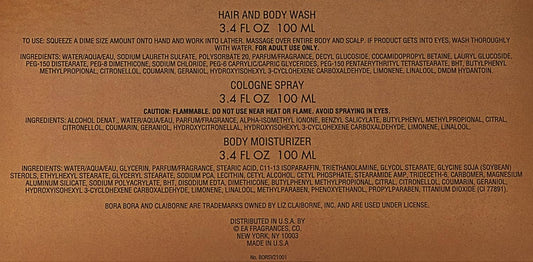 HAIR AND BODY WASH
3.4 FL OZ 100 ML
TO USE: SQUEEZE A DIME SIZE AMOUNT ONTO HAND AND WORK INTO LATHER. MASSAGE OVER ENTIRE BODY AND SCALP. IF PRODUCT GETS INTO EYES, WASH THOROUGHLY
WITH WATER. FOR ADULT USE ONLY.
INGREDIENTS: WATER/AQUA/EAU, SODIUM LAURETH SULFATE, POLYSORBATE 20, PARFUM/FRAGRANCE, DECYL GLUCOSIDE, COCAMIDOPROPYL BETAINE, LAURYL GLUCOSIDE,
PEG-150 DISTEARATE, PEG-8 DIMETHICONE, SODIUM CHLORIDE, PEG-6 CAPRYLIC/CAPRIC GLYCERIDES, PEG-150 PENTAERYTHRITYL TETRASTEARATE, BHT, BUTYLPHENYL
METHYLPROPIONAL, CITRONELLOL, COUMARIN, GERANIOL, HYDROXYISOHEXYL 3-CYCLOHEXENE CARBOXALDEHYDE, LIMONENE, LINALOOL, DMDM HYDANTOIN.
COLOGNE SPRAY
3.4 FL OZ 100 ML
CAUTION: FLAMMABLE. DO NOT USE NEAR HEAT OR FLAME. AVOID SPRAYING IN EYES.
INGREDIENTS: ALCOHOL DENAT., WATER/AQUA/EAU, PARFUM/FRAGRANCE, ALPHA-ISOMETHYL IONONE, BENZYL SALICYLATE, BUTYLPHENYL METHYLPROPIONAL, CITRAL,
CITRONELLOL, COUMARIN, GERANIOL, HYDROXYCITRONELLAL, HYDROXYISOHEXYL 3-CYCLOHEXENE CARBOXALDEHYDE, LIMONENE, LINALOOL.
BODY MOISTURIZER
3.4 FL OZ 100 ML
INGREDIENTS: WATER/AQUA/EAU, GLYCERIN, PARFUM/FRAGRANCE, STEARIC ACID, C11-13 ISOPARAFFIN, TRIETHANOLAMINE, GLYCOL STEARATE, GLYCINE SOJA (SOYBEAN)
STEROLS, ETHYLHEXYL STEARATE, GLYCERYL STEARATE, SODIUM PCA, LECITHIN, CETYL ALCOHOL, CETYL PHOSPHATE, STEARAMIDE AMP, TRIDECETH-6, CARBOMER, MAGNESIUM
ALUMINUM SILICATE, SODIUM POLYACRYLATE, BHT, DISODIUM EDTA, DIMETHICONE, BUTYLPHENYL METHYLPROPIONAL, CITRAL, CITRONELLOL, COUMARIN, GERANIOL,
HYDROXYISOHEXYL 3-CYCLOHEXENE CARBOXALDEHYDE, LIMONENE, LINALOOL, METHYLPARABEN, PHENOXYETHANOL, PROPYLPARABEN, TITANIUM DIOXIDE (CI 77891).
BORA BORA AND CLAIBORNE ARE TRADEMARKS OWNED BY LIZ CLAIBORNE, INC. AND ARE USED UNDER LICENSE.
DISTRIBUTED IN U.S.A. BY
© EA FRAGRANCES, CO.
NEW YORK, NY 10003
MADE IN U.S.A
No. BORSV21001